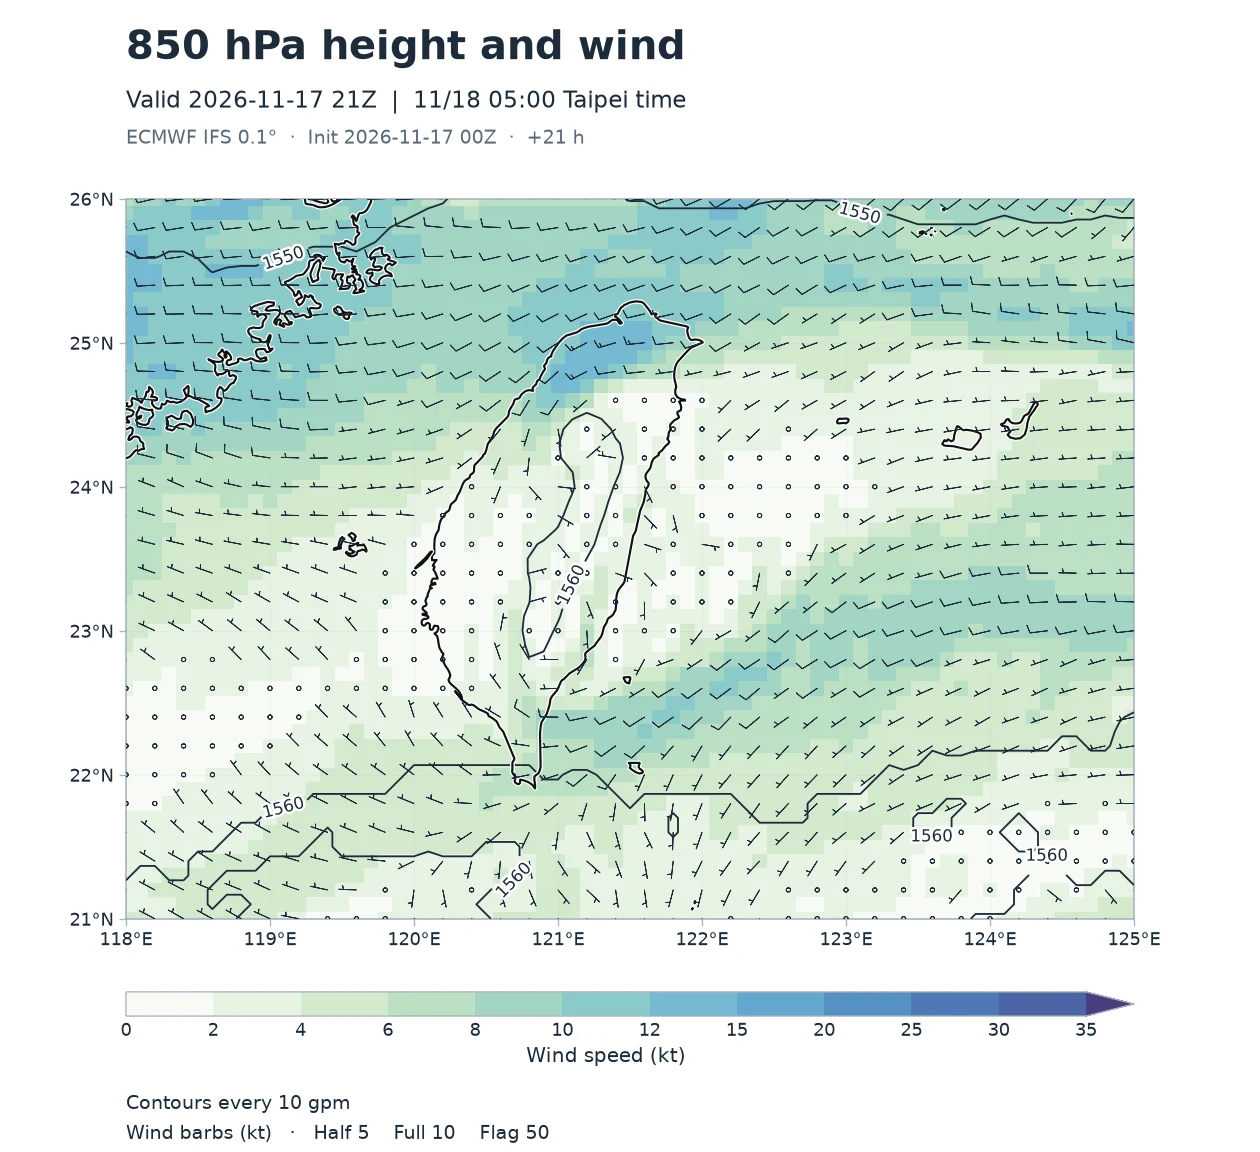 850 hPa height and wind
Valid 2026-11-17 21Z | 11/18 05:00 Taipei time
ECMWF IFS 0.1° · Init 2026-11-17 00Z · +21 h
26°N
1550
1550
25°N
24°N
1560
23°N
22°N
1560
1560
1560
1560
21°N
118°E 119°E 120°E 121°E 122°E 123°E 124°E 125°E
0 2 4 6 8 10 12 15 20 25 30 35
Wind speed (kt)
Contours every 10 gpm
Wind barbs (kt) · Half 5 Full 10 Flag 50